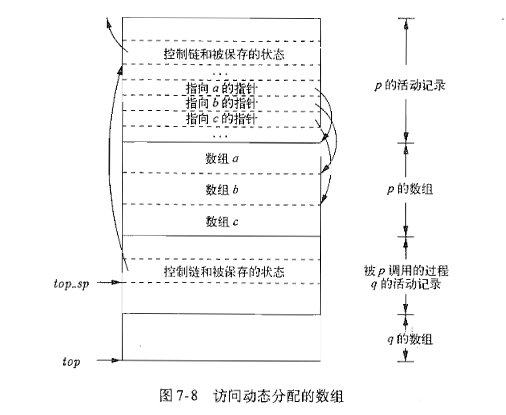 控制链和被保存的状态
...
指向 a 的指针
指向 b 的指针
指向 c 的指针
...
p 的活动记录
数组 a
数组 b
数组 c
p 的数组
控制链和被保存的状态
top_sp
被 p 调用的过程
q 的活动记录
q 的数组
top
图 7-8 访问动态分配的数组